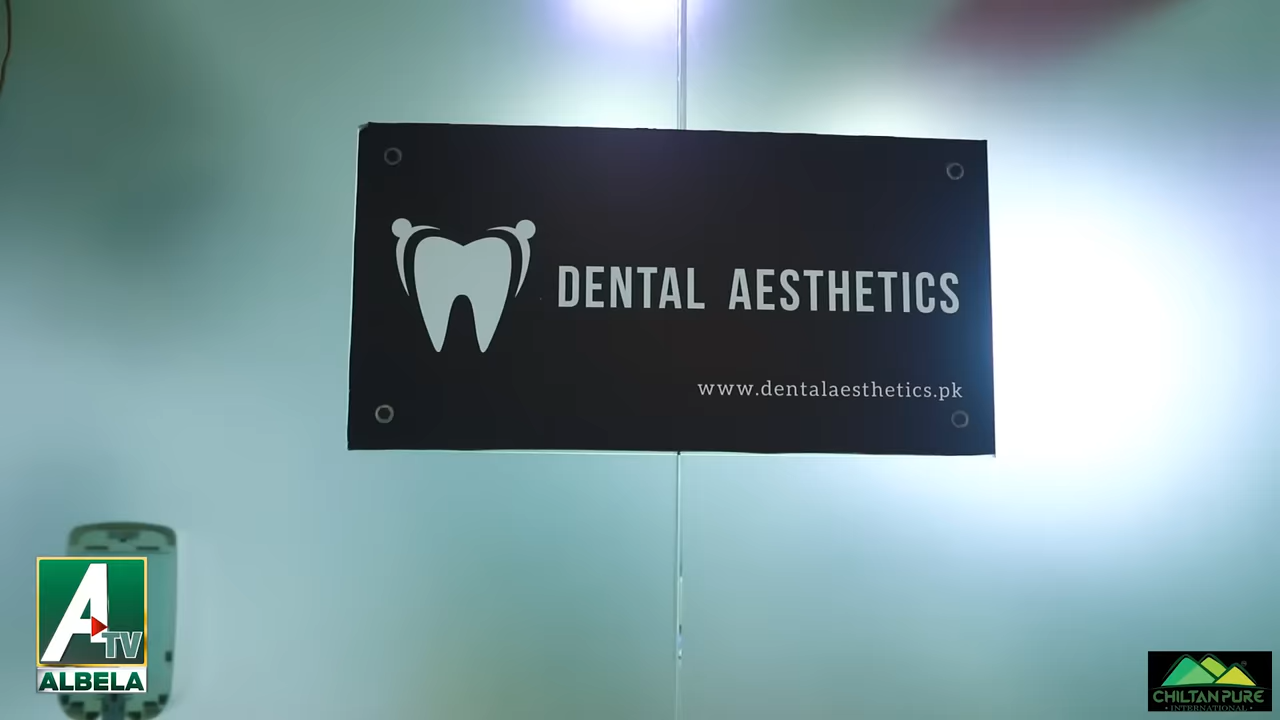 DENTAL AESTHETICS
www.dentalaesthetics.pk
A
TV
ALBELA
CHILTAN PURE
• INTERNATIONAL •